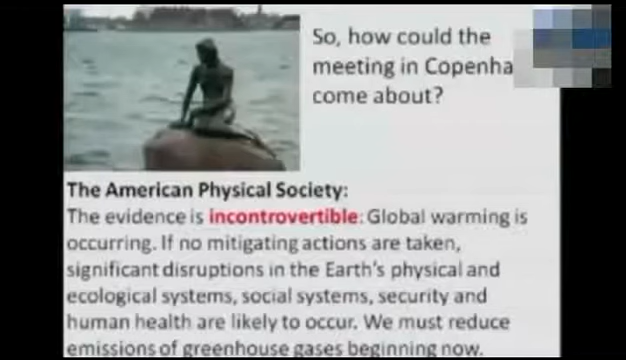 So, how could the
meeting in Copenha
come about?
The American Physical Society:
The evidence is incontrovertible: Global warming is
occurring. If no mitigating actions are taken,
significant disruptions in the Earth's physical and
ecological systems, social systems, security and
human health are likely to occur. We must reduce
emissions of greenhouse gases beginning now.